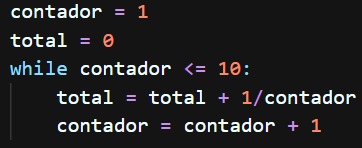 contador = 1
total = 0
while contador <= 10:
    total = total + 1/contador
    contador = contador + 1